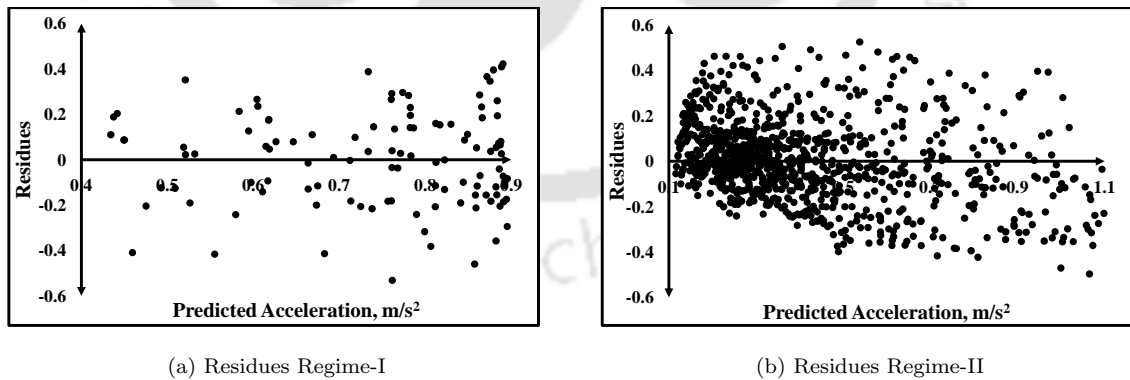 0.6
0.4
0.2
0
-0.2
-0.4
-0.6
Residues
0.4 0.5 0.6 0.7 0.8 0.9
Predicted Acceleration, m/s²
(a) Residues Regime-I
0.6
0.4
0.2
0
-0.2
-0.4
-0.6
Residues
0.1 0.9 1.1
Predicted Acceleration, m/s²
(b) Residues Regime-II